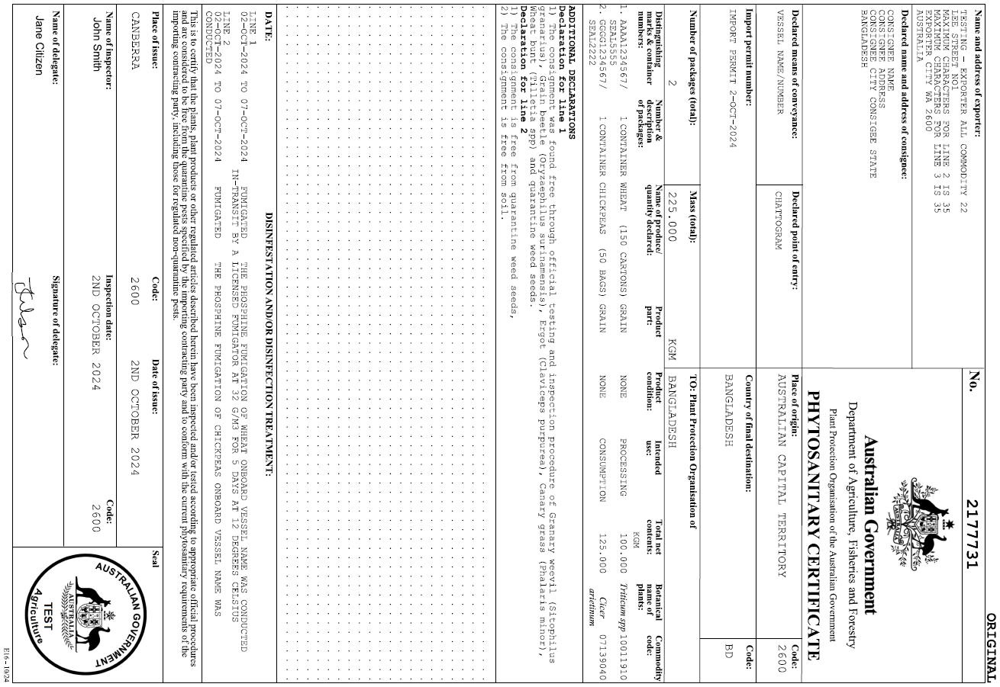 ORIGINAL
Name and address of exporter:
TESTING – EXPORTER ALL COMMODITY 22
LEE STREET NO1
MAXIMUM CHARACTERS FOR LINE 2 IS 35
MAXIMUM CHARACTERS FOR LINE 3 IS 35
EXPORTER CITY WA 2600
AUSTRALIA
No. 2177731
Australian Government
Department of Agriculture, Fisheries and Forestry
Plant Protection Organisation of the Australian Government
PHYTOSANITARY CERTIFICATE
Declared name and address of consignee:
CONSIGNEE NAME
CONSIGNEE ADDRESS
CONSIGNEE CITY CONSIGEE STATE
BANGLADESH
Declared means of conveyance: Declared point of entry: Place of origin: Code:
VESSEL NAME/NUMBER CHATTOGRAM AUSTRALIAN CAPITAL TERRITORY 2600
Import permit number: Country of final destination: Code:
IMPORT PERMIT 2-OCT-2024 BANGLADESH BD
Number of packages (total): Mass (total): TO: Plant Protection Organisation of
2 225.000 KGM BANGLADESH
Distinguishing marks & container numbers: Number & description of packages: Name of produce/ quantity declared: Product part: Product condition: Intended use: Total net contents: Botanical name of plants: Commodity code:
KGM
1. AAAA1234567/ 1 CONTAINER WHEAT (150 CARTONS) GRAIN NONE PROCESSING 100.000 Triticum spp 10011910
SEAL5555
2. GGGG1234567/ 1 CONTAINER CHICKPEAS (50 BAGS) GRAIN NONE CONSUMPTION 125.000 Cicer 07139040
SEAL2222 arietinum
ADDITIONAL DECLARATIONS
Declaration for line 1
1) The consignment was found free through official testing and inspection procedure of Granary weevil (Sitophilus
granarius), Grain beetle (Oryzaephilus surinamensis), Ergot (Claviceps purpurea), Canary grass (Phalaris minor),
Wheat bunt (Tilletia spp) and quarantine weed seeds.
Declaration for line 2
1) The consignment is free from quarantine weed seeds,
2) The consignment is free from soil.
DISINFESTATION AND/OR DISINFECTION TREATMENT:
DATE:
LINE 1
02-OCT-2024 TO 07-OCT-2024 FUMIGATED THE PHOSPHINE FUMIGATION OF WHEAT ONBOARD VESSEL NAME WAS CONDUCTED
IN-TRANSIT BY A LICENSED FUMIGATOR AT 32 G/M3 FOR 5 DAYS AT 12 DEGREES CELSIUS
LINE 2
02-OCT-2024 TO 07-OCT-2024 FUMIGATED THE PHOSPHINE FUMIGATION OF CHICKPEAS ONBOARD VESSEL NAME WAS
CONDUCTED
This is to certify that the plants, plant products or other regulated articles described herein have been inspected and/or tested according to appropriate official procedures
and are considered to be free from the quarantine pests specified by the importing contracting party and to conform with the current phytosanitary requirements of the
importing contracting party, including those for regulated non-quarantine pests.
Place of issue: Code: Date of issue: Seal
CANBERRA 2600 2ND OCTOBER 2024
Name of inspector: Inspection date: Code:
John Smith 2ND OCTOBER 2024 2600
Name of delegate: Signature of delegate:
Jane Citizen
AUSTRALIAN GOVERNMENT
AUSTRALIA
TEST
Agriculture
E16 – 10/24